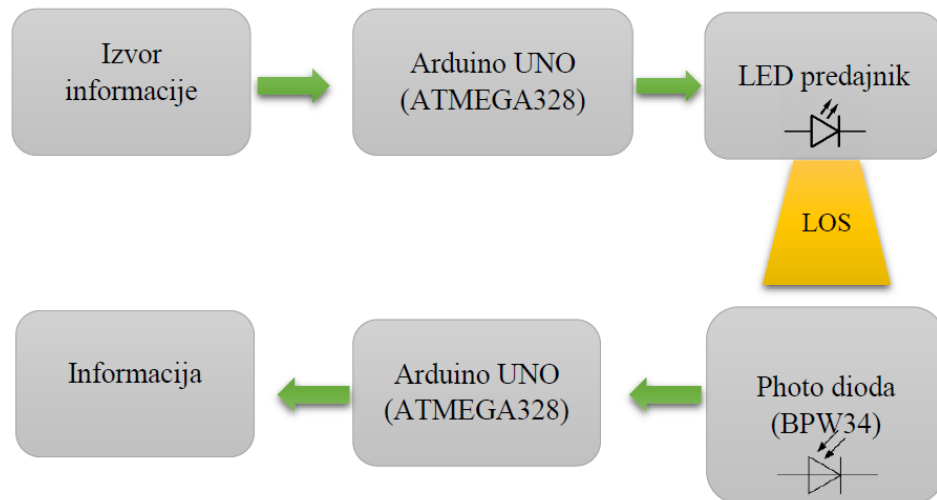 Izvor
informacije
Arduino UNO
(ATMEGA328)
LED predajnik
LOS
Informacija
Arduino UNO
(ATMEGA328)
Photo dioda
(BPW34)